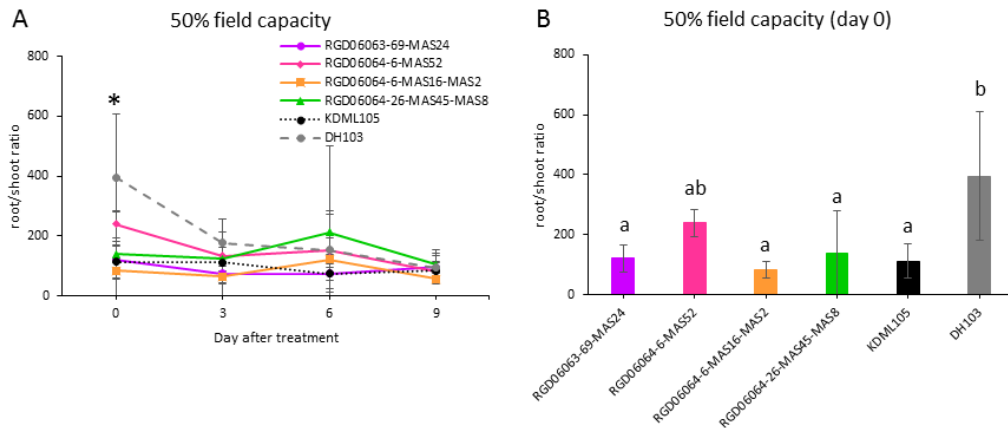 A
50% field capacity
RGD06063-69-MAS24
RGD06064-6-MAS52
RGD06064-6-MAS16-MAS2
RGD06064-26-MAS45-MAS8
KDML105
DH103
800
600
400
200
0
root/shoot ratio
*
0 3 6 9
Day after treatment
B
50% field capacity (day 0)
800
600
400
200
0
root/shoot ratio
a ab a a a b
RGD06063-69-MAS24
RGD06064-6-MAS52
RGD06064-6-MAS16-MAS2
RGD06064-26-MAS45-MAS8
KDML105
DH103